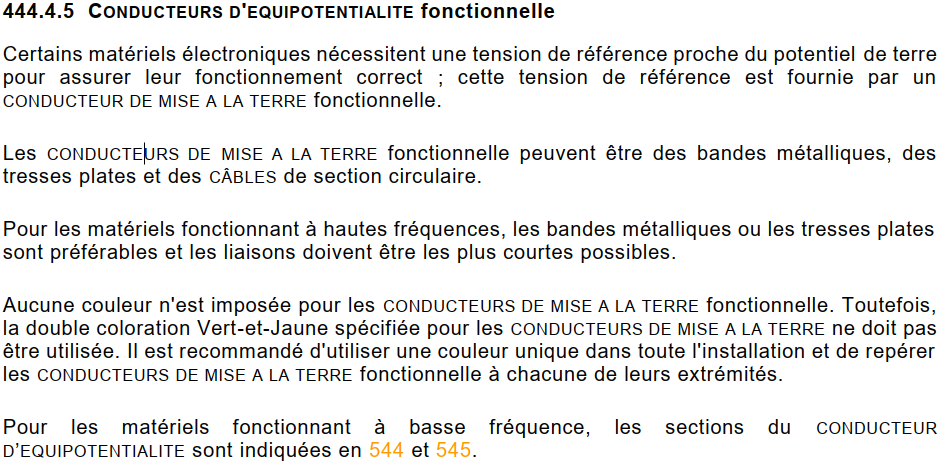 444.4.5 CONDUCTEURS D'EQUIPOTENTIALITE fonctionnelle
Certains matériels électroniques nécessitent une tension de référence proche du potentiel de terre
pour assurer leur fonctionnement correct ; cette tension de référence est fournie par un
CONDUCTEUR DE MISE A LA TERRE fonctionnelle.
Les CONDUCTEURS DE MISE A LA TERRE fonctionnelle peuvent être des bandes métalliques, des
tresses plates et des CÂBLES de section circulaire.
Pour les matériels fonctionnant à hautes fréquences, les bandes métalliques ou les tresses plates
sont préférables et les liaisons doivent être les plus courtes possibles.
Aucune couleur n'est imposée pour les CONDUCTEURS DE MISE A LA TERRE fonctionnelle. Toutefois,
la double coloration Vert-et-Jaune spécifiée pour les CONDUCTEURS DE MISE A LA TERRE ne doit pas
être utilisée. Il est recommandé d'utiliser une couleur unique dans toute l'installation et de repérer
les CONDUCTEURS DE MISE A LA TERRE fonctionnelle à chacune de leurs extrémités.
Pour les matériels fonctionnant à basse fréquence, les sections du CONDUCTEUR
D’EQUIPOTENTIALITE sont indiquées en 544 et 545.